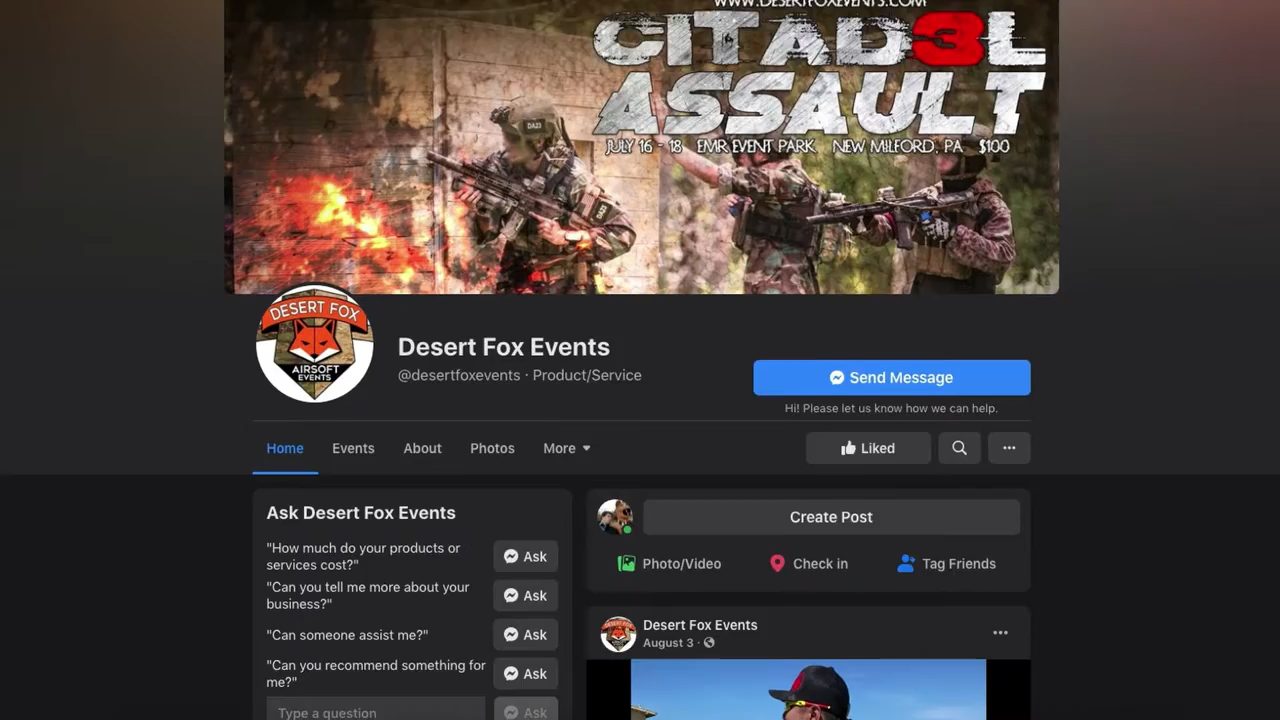 WWW.DESERTFOXEVENTS.COM
CITAD3L
ASSAULT
JULY 16 - 18 EMR EVENT PARK NEW MILFORD, PA $100
DA23
DA23
DESERT FOX
AIRSOFT
EVENTS
Desert Fox Events
@desertfoxevents · Product/Service
Send Message
Hi! Please let us know how we can help.
Home Events About Photos More
Liked
Ask Desert Fox Events
"How much do your products or
services cost?"
Ask
"Can you tell me more about your
business?"
Ask
"Can someone assist me?"
Ask
"Can you recommend something for
me?"
Ask
Type a question
Ask
Create Post
Photo/Video Check in Tag Friends
Desert Fox Events
August 3 ·